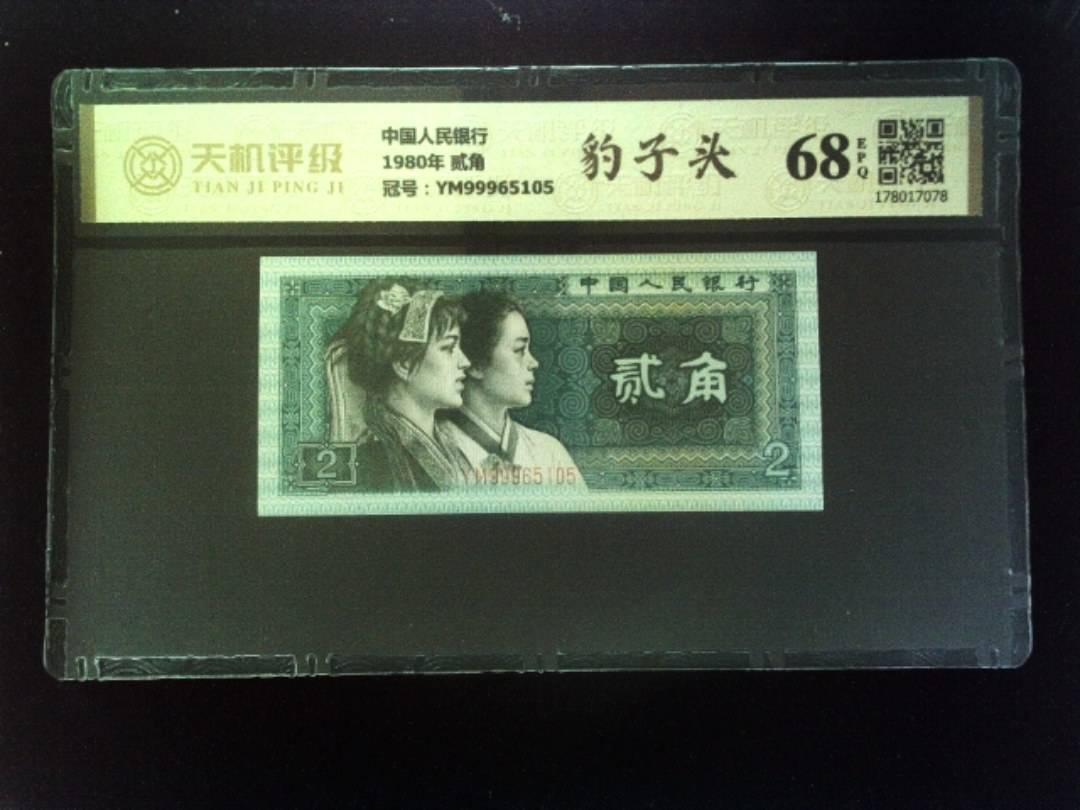 天机评级
TIAN JI PING JI
中国人民银行
1980年 贰角
冠号：YM99965105
豹子头
68
EPQ
178017078
中国人民银行
贰角
2
2
YM99965105